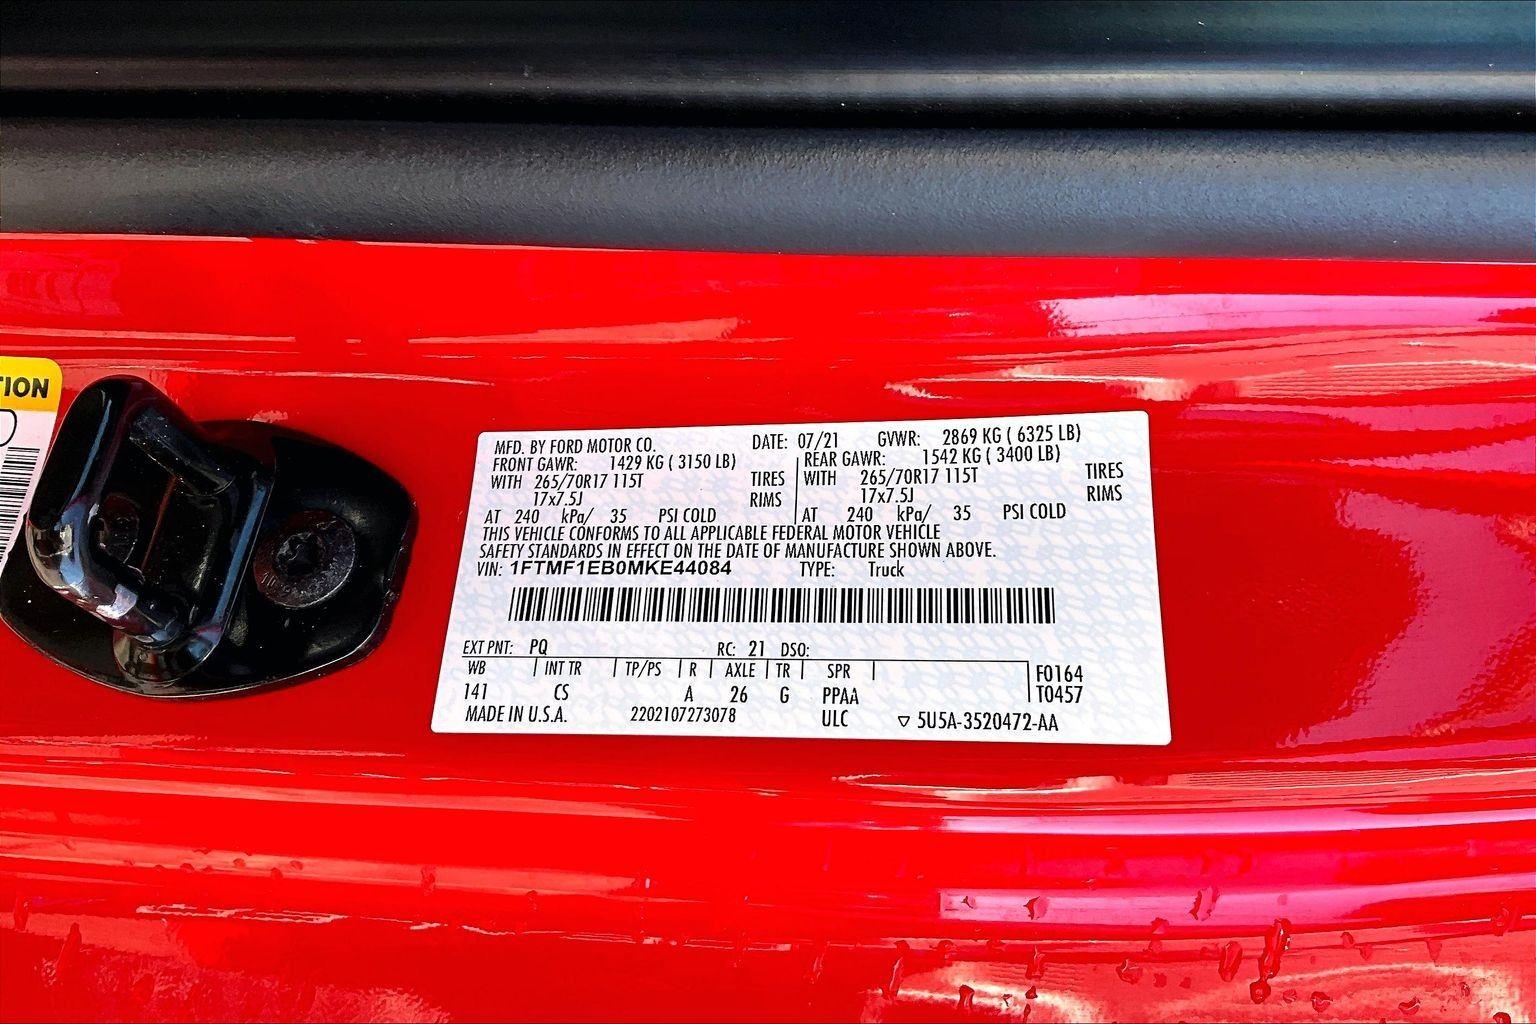 TION
MFD. BY FORD MOTOR CO. DATE: 07/21 GVWR: 2869 KG ( 6325 LB)
FRONT GAWR: 1429 KG ( 3150 LB) REAR GAWR: 1542 KG ( 3400 LB)
WITH 265/70R17 115T TIRES WITH 265/70R17 115T TIRES
17x7.5J RIMS 17x7.5J RIMS
AT 240 kPa/ 35 PSI COLD AT 240 kPa/ 35 PSI COLD
THIS VEHICLE CONFORMS TO ALL APPLICABLE FEDERAL MOTOR VEHICLE
SAFETY STANDARDS IN EFFECT ON THE DATE OF MANUFACTURE SHOWN ABOVE.
VIN: 1FTMF1EB0MKE44084 TYPE: Truck
EXT PNT: PQ RC: 21 DSO:
WB INT TR TP/PS R AXLE TR SPR F0164
141 CS A 26 G PPAA T0457
MADE IN U.S.A. 2202107273078 ULC ▽ 5U5A-3520472-AA